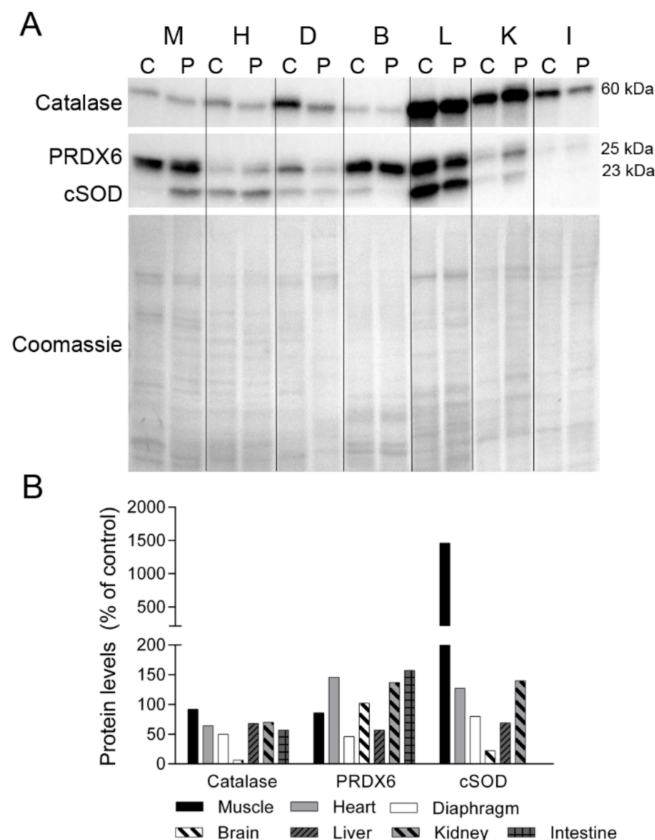 A
M H D B L K I
C P C P C P C P C P C P C P
Catalase 60 kDa
PRDX6 25 kDa
cSOD 23 kDa
Coomassie
B
Protein levels (% of control)
2000
1500
1000
500
200
150
100
50
0
Catalase PRDX6 cSOD
Muscle Heart Diaphragm
Brain Liver Kidney Intestine